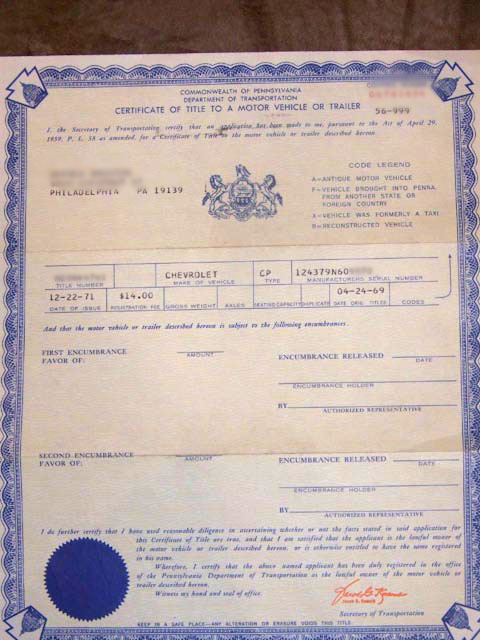 COMMONWEALTH OF PENNSYLVANIA
DEPARTMENT OF TRANSPORTATION
CERTIFICATE OF TITLE TO A MOTOR VEHICLE OR TRAILER
56-999
I, the Secretary of Transportation certify that an application has been made to me, pursuant to the Act of April 29,
1959, P. L. 58 as amended, for a Certificate of Title to the motor vehicle or trailer described hereon.
PHILADELPHIA PA 19139
CODE LEGEND
A=ANTIQUE MOTOR VEHICLE
F=VEHICLE BROUGHT INTO PENNA.
FROM ANOTHER STATE OR
FOREIGN COUNTRY
X=VEHICLE WAS FORMERLY A TAXI
R=RECONSTRUCTED VEHICLE
CHEVROLET CP 124379N60
TITLE NUMBER MAKE OF VEHICLE TYPE MANUFACTURERS SERIAL NUMBER
12-22-71 $14.00 04-24-69
DATE OF ISSUE REGISTRATION FEE GROSS WEIGHT AXLES SEATING CAPACITY DUPLICATE DATE ORIG. TITLED CODES
And that the motor vehicle or trailer described hereon is subject to the following encumbrances.
FIRST ENCUMBRANCE AMOUNT ENCUMBRANCE RELEASED
FAVOR OF: DATE
ENCUMBRANCE HOLDER
BY
AUTHORIZED REPRESENTATIVE
SECOND ENCUMBRANCE AMOUNT ENCUMBRANCE RELEASED
FAVOR OF: DATE
ENCUMBRANCE HOLDER
BY
AUTHORIZED REPRESENTATIVE
I do further certify that I have used reasonable diligence in ascertaining whether or not the facts stated in said application for
this Certificate of Title are true, and that I am satisfied that the applicant is the lawful owner of
the motor vehicle or trailer described hereon, or is otherwise entitled to have the same registered
in his name.
Wherefore, I certify that the above named applicant has been duly registered in the office
of the Pennsylvania Department of Transportation as the lawful owner of the motor vehicle or
trailer described hereon.
Witness my hand and seal of office.
Secretary of Transportation
KEEP IN A SAFE PLACE—ANY ALTERATION OR ERASURE VOIDS THIS TITLE.